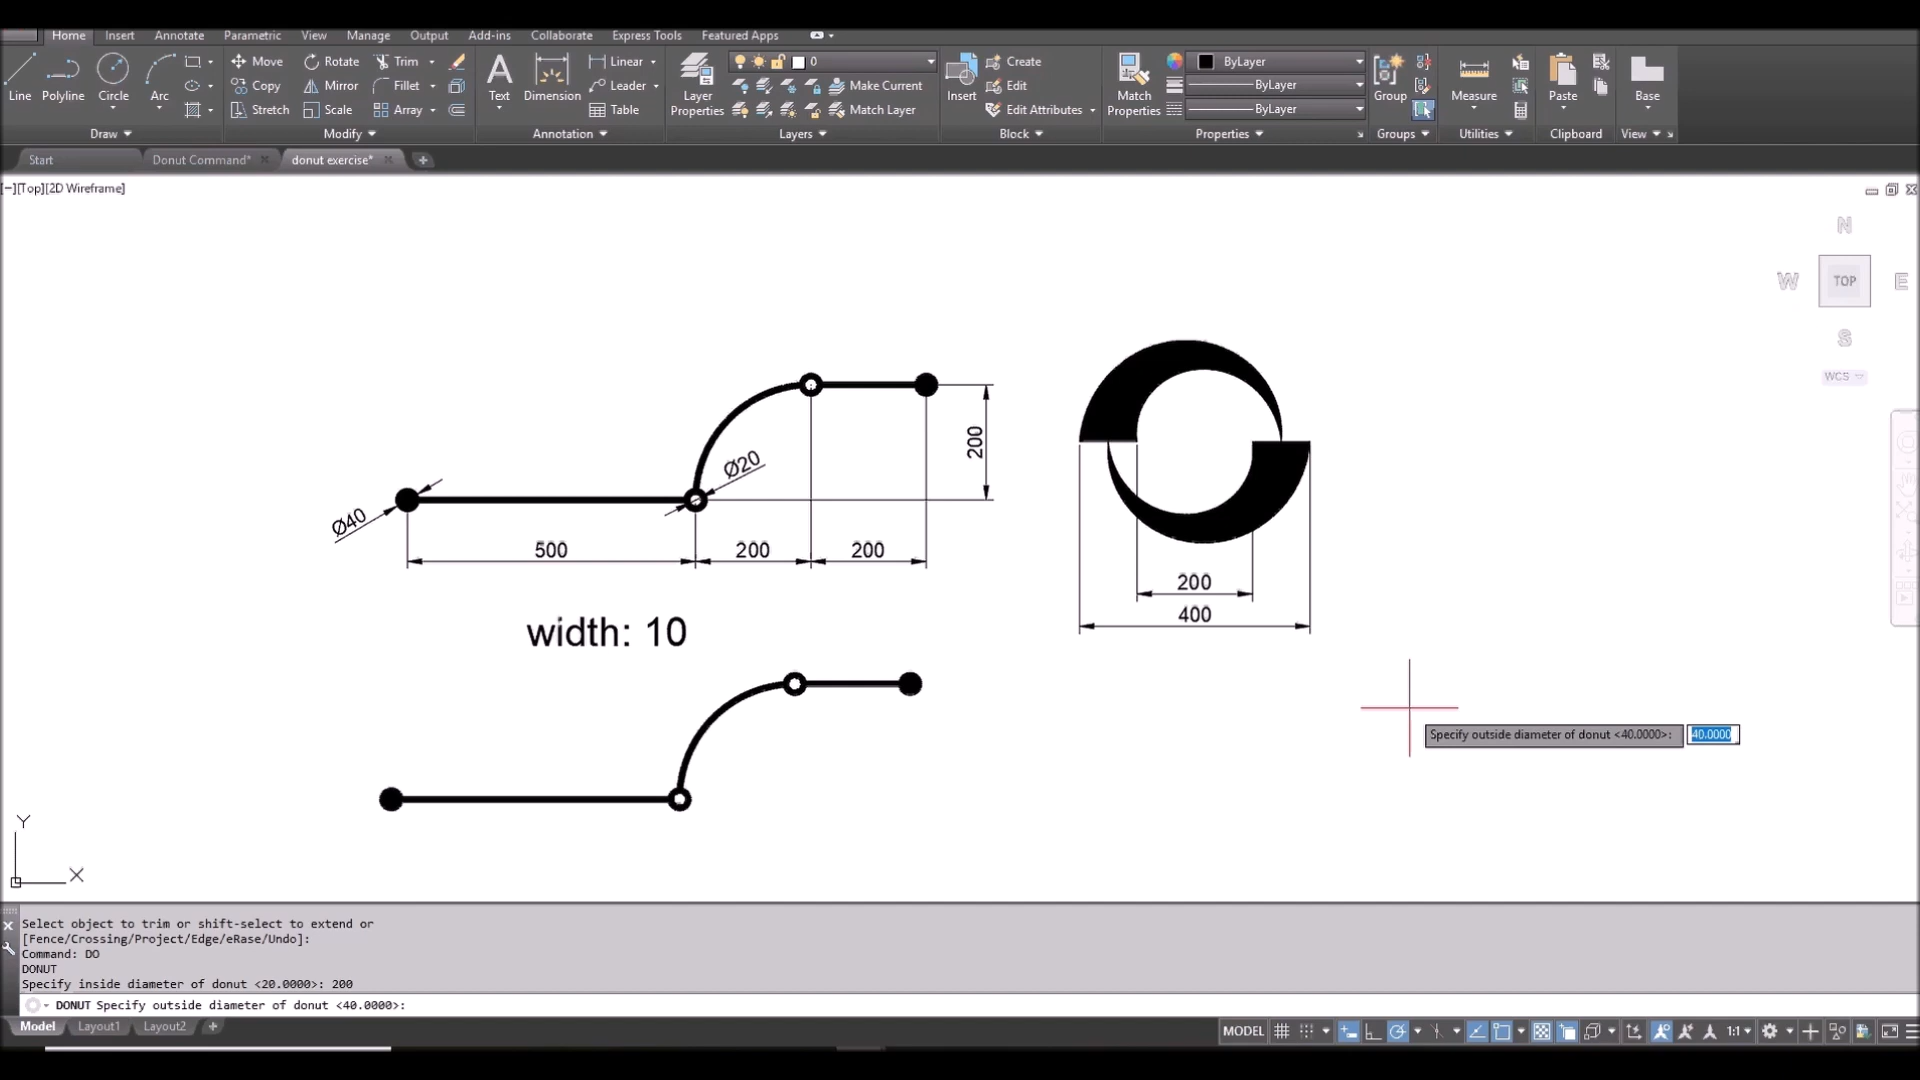 Home Insert Annotate Parametric View Manage Output Add-ins Collaborate Express Tools Featured Apps
Line Polyline Circle Arc
Move Rotate Trim
Copy Mirror Fillet
Stretch Scale Array
Text Dimension
Linear
Leader
Table
Layer Properties
0
Make Current
Match Layer
Insert
Create
Edit
Edit Attributes
Match Properties
ByLayer
ByLayer
ByLayer
Group Measure Paste Base
Draw Modify Annotation Layers Block Properties Groups Utilities Clipboard View
Start Donut Command* donut exercise*
[−][Top][2D Wireframe]
N
W TOP E
S
WCS
200
Ø20
Ø40
500 200 200
200
400
width: 10
Specify outside diameter of donut <40.0000>: 40.0000
Y
X
Select object to trim or shift-select to extend or
[Fence/Crossing/Project/Edge/eRase/Undo]:
Command: DO
DONUT
Specify inside diameter of donut <20.0000>: 200
DONUT Specify outside diameter of donut <40.0000>:
Model Layout1 Layout2
MODEL 1:1